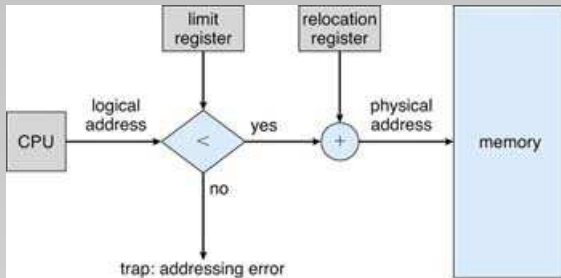 limit
register
relocation
register
logical
address
physical
address
CPU
<
yes
+
memory
no
trap: addressing error